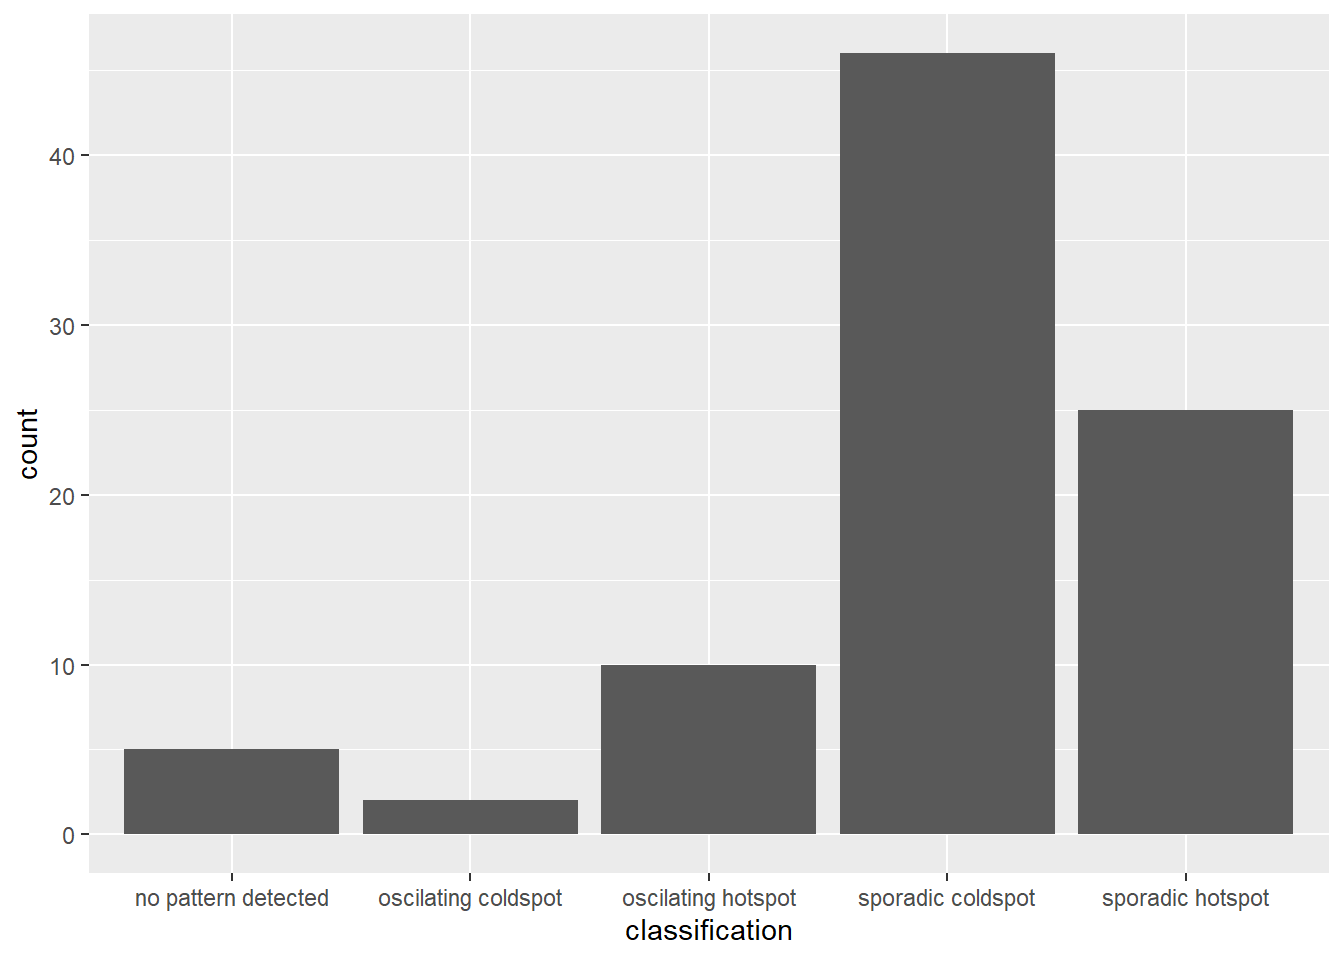 count
40
30
20
10
0
no pattern detected
oscilating coldspot
oscilating hotspot
sporadic coldspot
sporadic hotspot
classification